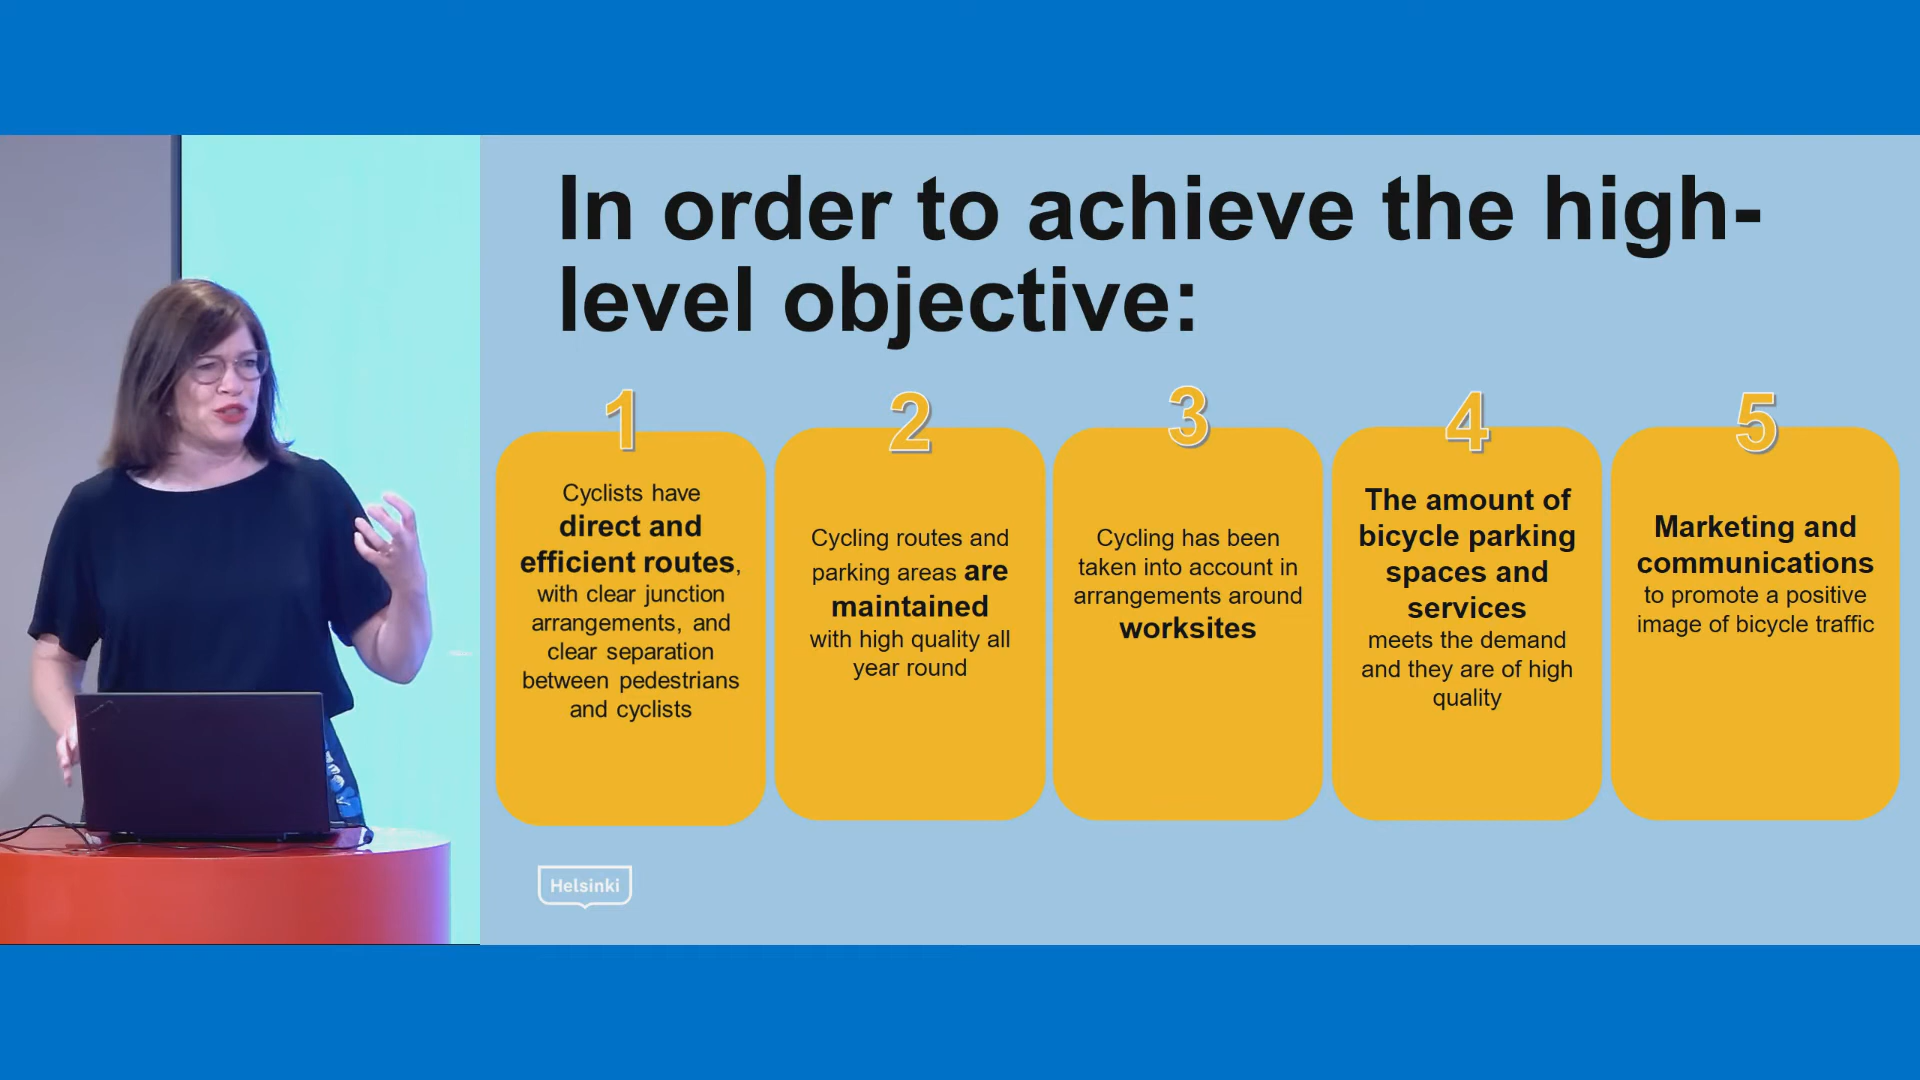 In order to achieve the high-
level objective:
1
Cyclists have
direct and
efficient routes,
with clear junction
arrangements, and
clear separation
between pedestrians
and cyclists
2
Cycling routes and
parking areas are
maintained
with high quality all
year round
3
Cycling has been
taken into account in
arrangements around
worksites
4
The amount of
bicycle parking
spaces and
services
meets the demand
and they are of high
quality
5
Marketing and
communications
to promote a positive
image of bicycle traffic
Helsinki